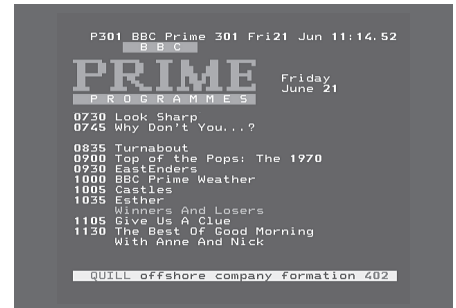 P301 BBC Prime 301 Fri21 Jun 11:14.52
BBC
PRIME
Friday
June 21
PROGRAMMES
0730 Look Sharp
0745 Why Don't You...?
0835 Turnabout
0900 Top of the Pops: The 1970
0930 EastEnders
1000 BBC Prime Weather
1005 Castles
1035 Esther
Winners And Losers
1105 Give Us A Clue
1130 The Best Of Good Morning
With Anne And Nick
QUILL offshore company formation 402